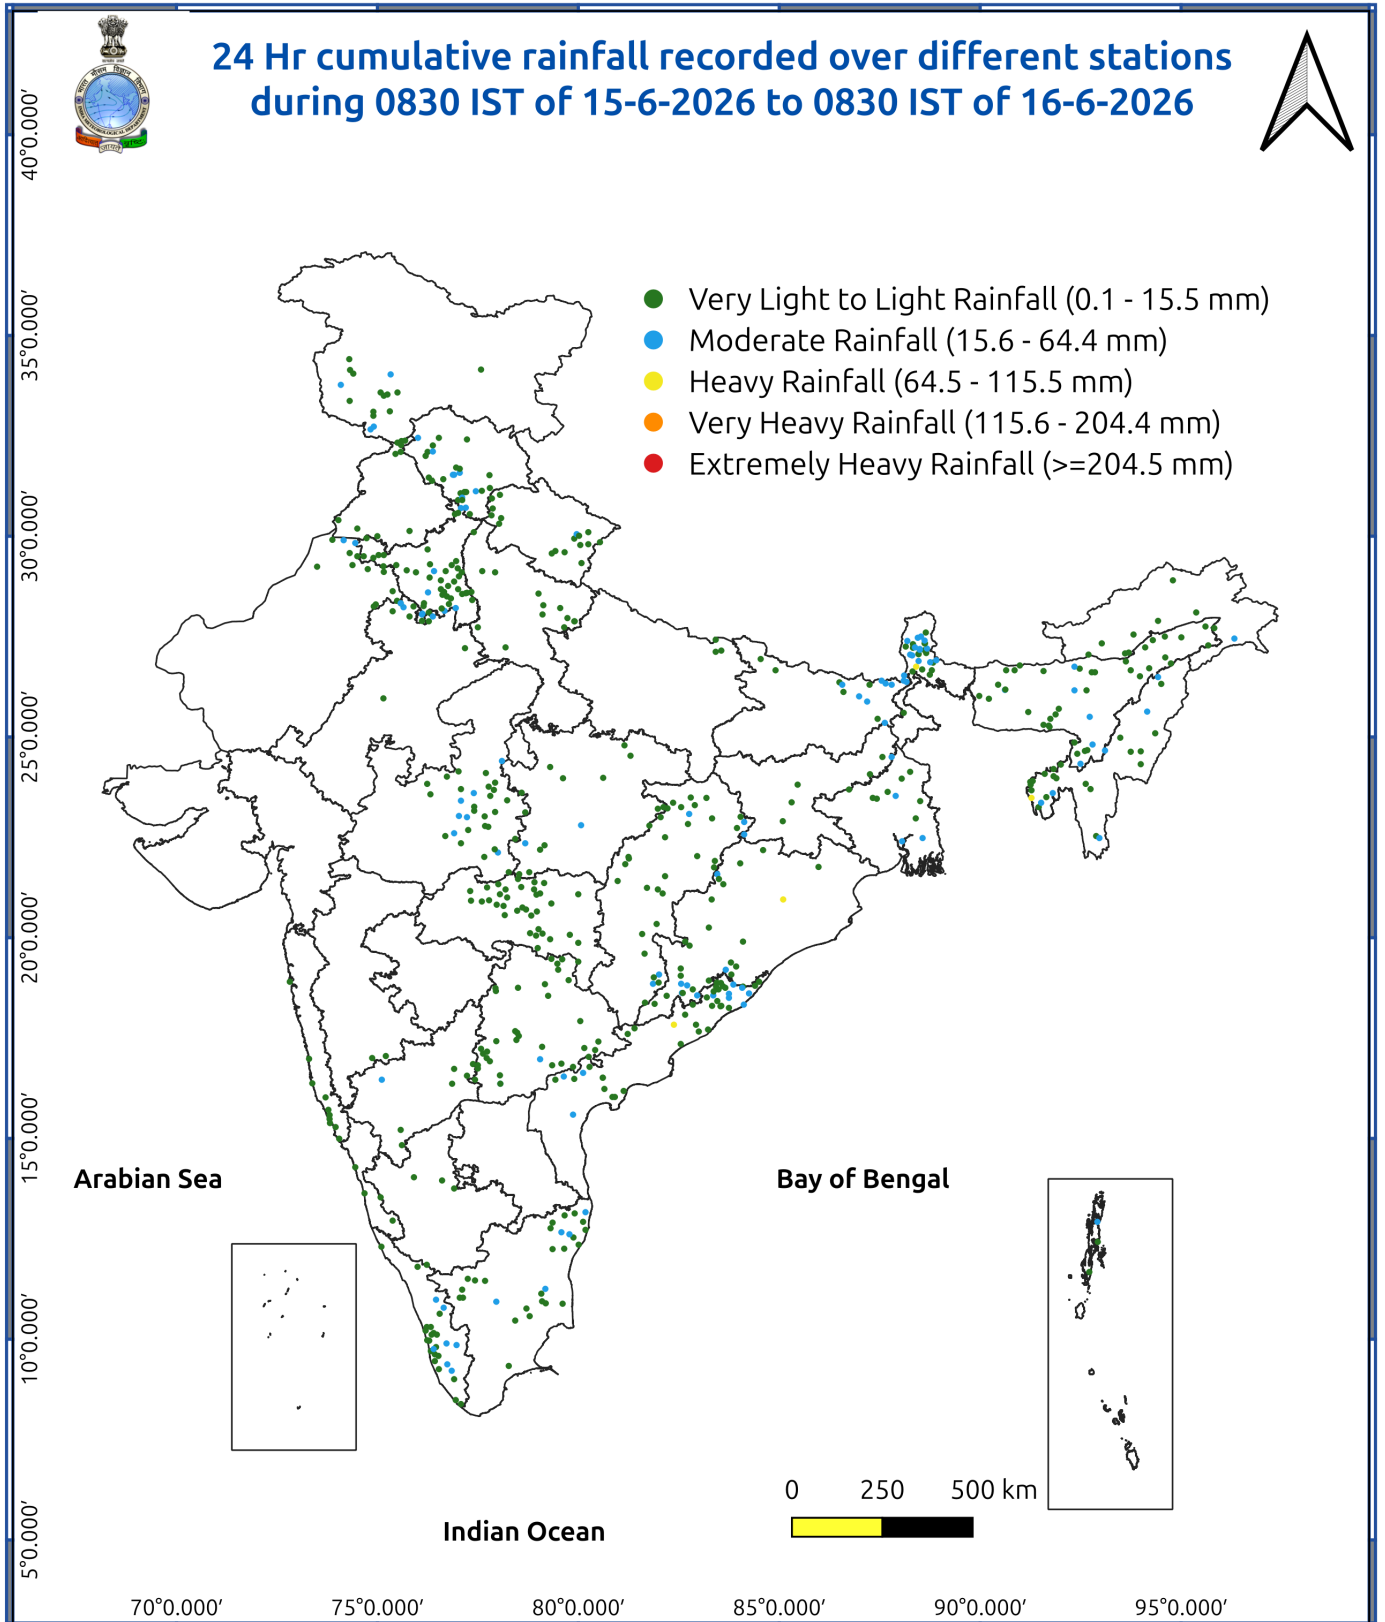 24 Hr cumulative rainfall recorded over different stations
during 0830 IST of 15-6-2026 to 0830 IST of 16-6-2026
Very Light to Light Rainfall (0.1 - 15.5 mm)
Moderate Rainfall (15.6 - 64.4 mm)
Heavy Rainfall (64.5 - 115.5 mm)
Very Heavy Rainfall (115.6 - 204.4 mm)
Extremely Heavy Rainfall (>=204.5 mm)
40°0.000′
35°0.000′
30°0.000′
25°0.000′
20°0.000′
15°0.000′
10°0.000′
5°0.000′
Arabian Sea
Bay of Bengal
Indian Ocean
0 250 500 km
70°0.000′ 75°0.000′ 80°0.000′ 85°0.000′ 90°0.000′ 95°0.000′